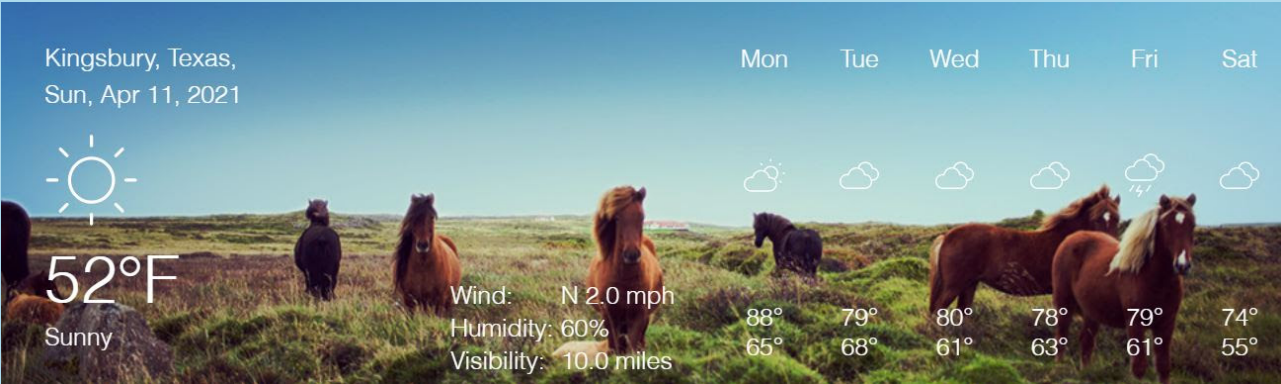 Kingsbury, Texas,
Sun, Apr 11, 2021
52°F
Sunny
Wind: N 2.0 mph
Humidity: 60%
Visibility: 10.0 miles
Mon Tue Wed Thu Fri Sat
88° 79° 80° 78° 79° 74°
65° 68° 61° 63° 61° 55°